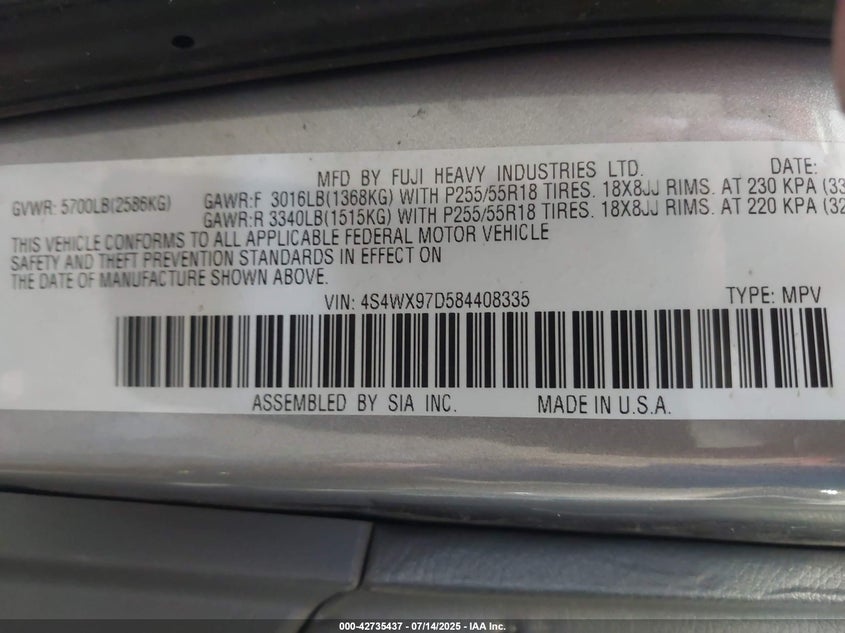 MFD BY FUJI HEAVY INDUSTRIES LTD. DATE:
GVWR: 5700LB(2586KG) GAWR:F 3016LB(1368KG) WITH P255/55R18 TIRES. 18X8JJ RIMS. AT 230 KPA (33
GAWR:R 3340LB(1515KG) WITH P255/55R18 TIRES. 18X8JJ RIMS. AT 220 KPA (32
THIS VEHICLE CONFORMS TO ALL APPLICABLE FEDERAL MOTOR VEHICLE
SAFETY AND THEFT PREVENTION STANDARDS IN EFFECT ON
THE DATE OF MANUFACTURE SHOWN ABOVE.
VIN: 4S4WX97D584408335 TYPE: MPV
ASSEMBLED BY SIA INC. MADE IN U.S.A.
000-42735437 - 07/14/2025 - IAA Inc.